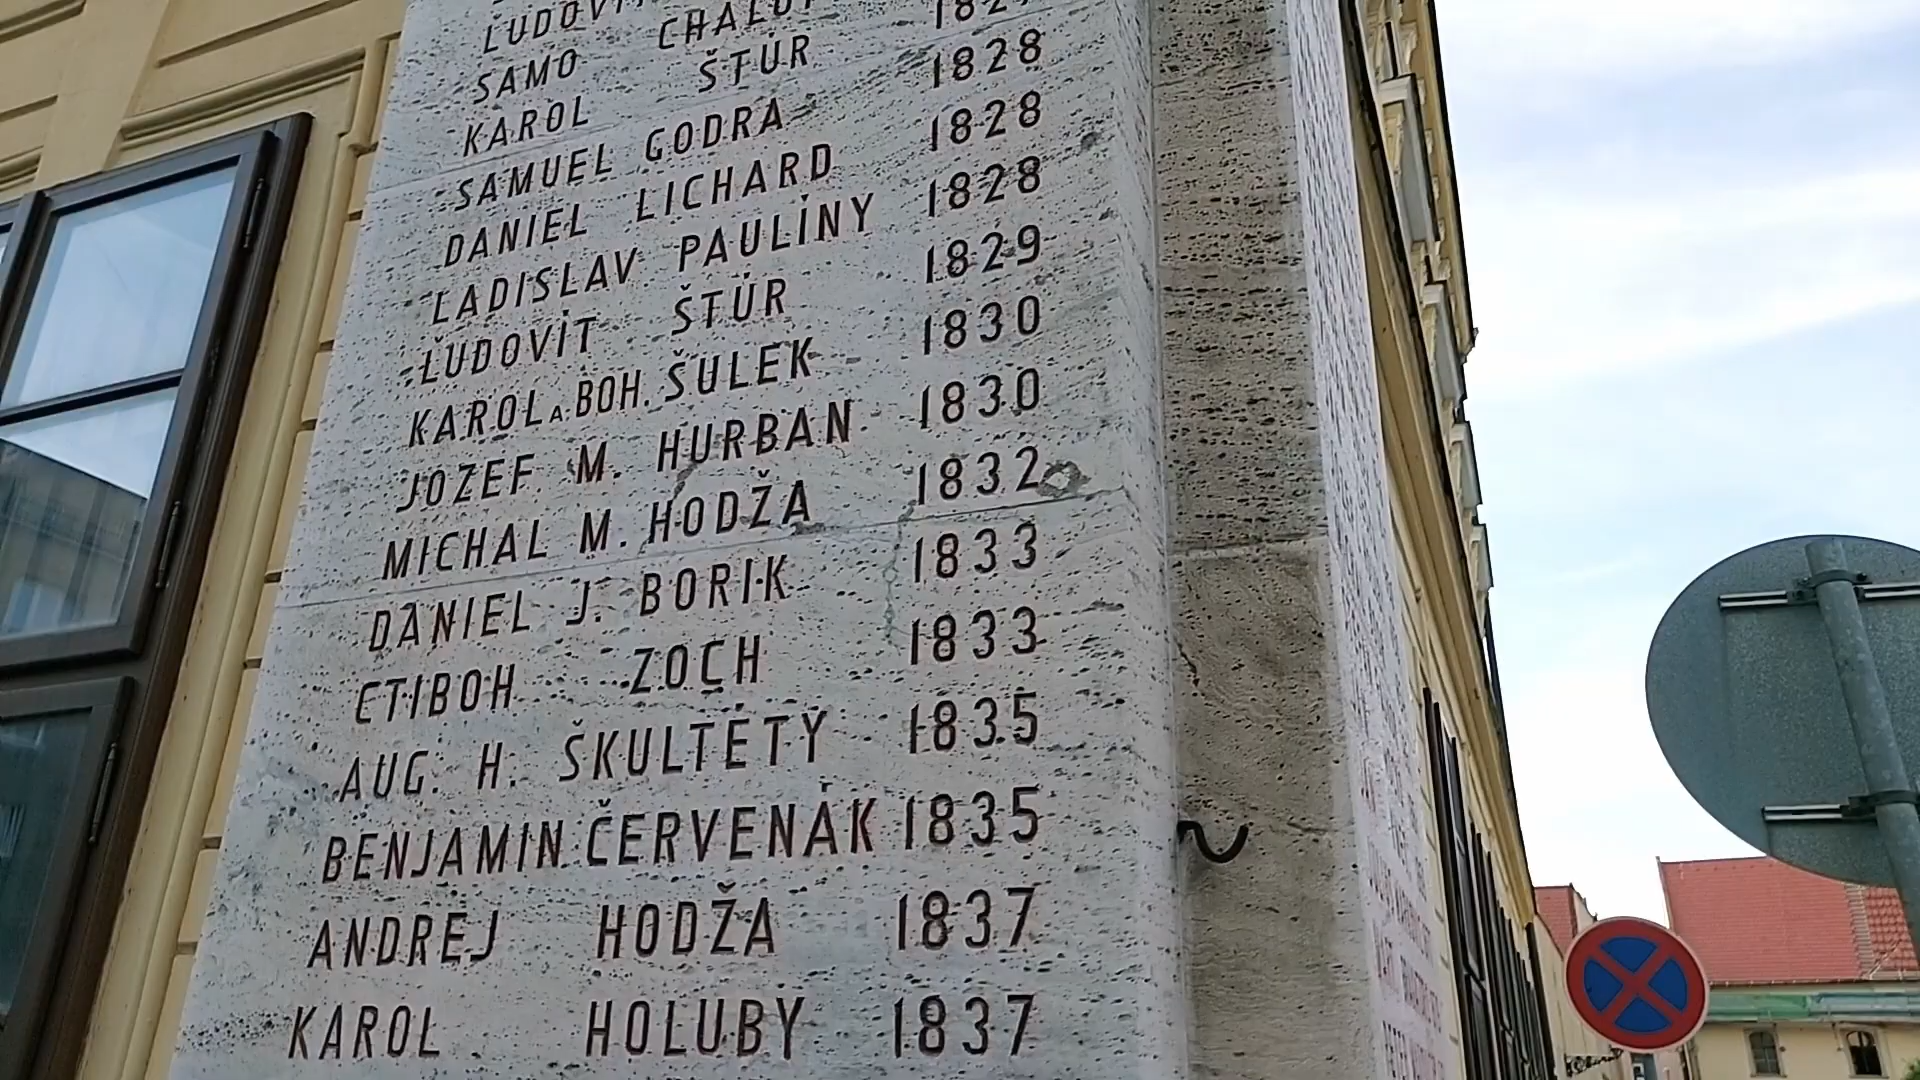 SAMO
KAROL ŠTÚR
SAMUEL GODRA 1828
DANIEL LICHARD 1828
LADISLAV PAULÍNY 1828
ĽUDOVÍT ŠTÚR 1829
KAROL A BOH. ŠULEK 1830
JOZEF M. HURBAN 1830
MICHAL M. HODŽA 1832
DANIEL J. BORIK 1833
CTIBOH ZOCH 1833
AUG. H. ŠKULTÉTY 1835
BENJAMIN ČERVENÁK 1835
ANDREJ HODŽA 1837
KAROL HOLUBY 1837